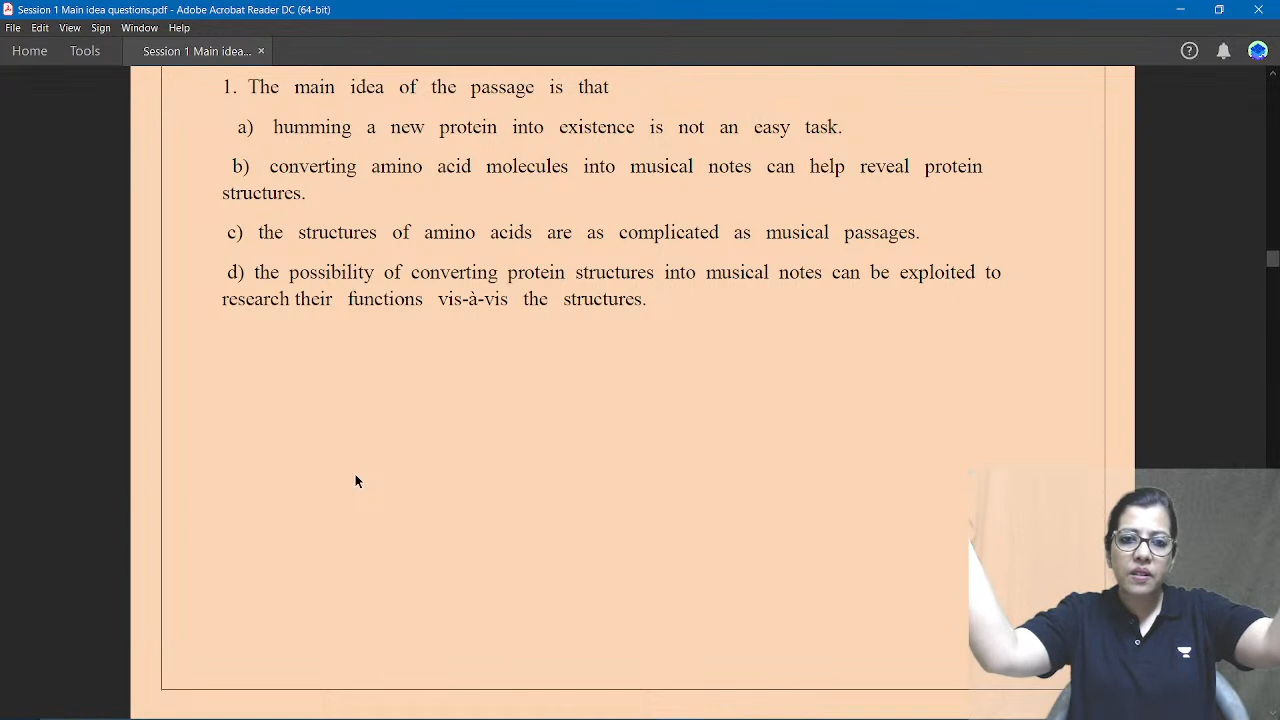 Session 1 Main idea questions.pdf - Adobe Acrobat Reader DC (64-bit)
File Edit View Sign Window Help
Home Tools Session 1 Main idea... ×
1. The main idea of the passage is that
a) humming a new protein into existence is not an easy task.
b) converting amino acid molecules into musical notes can help reveal protein
structures.
c) the structures of amino acids are as complicated as musical passages.
d) the possibility of converting protein structures into musical notes can be exploited to
research their functions vis-à-vis the structures.